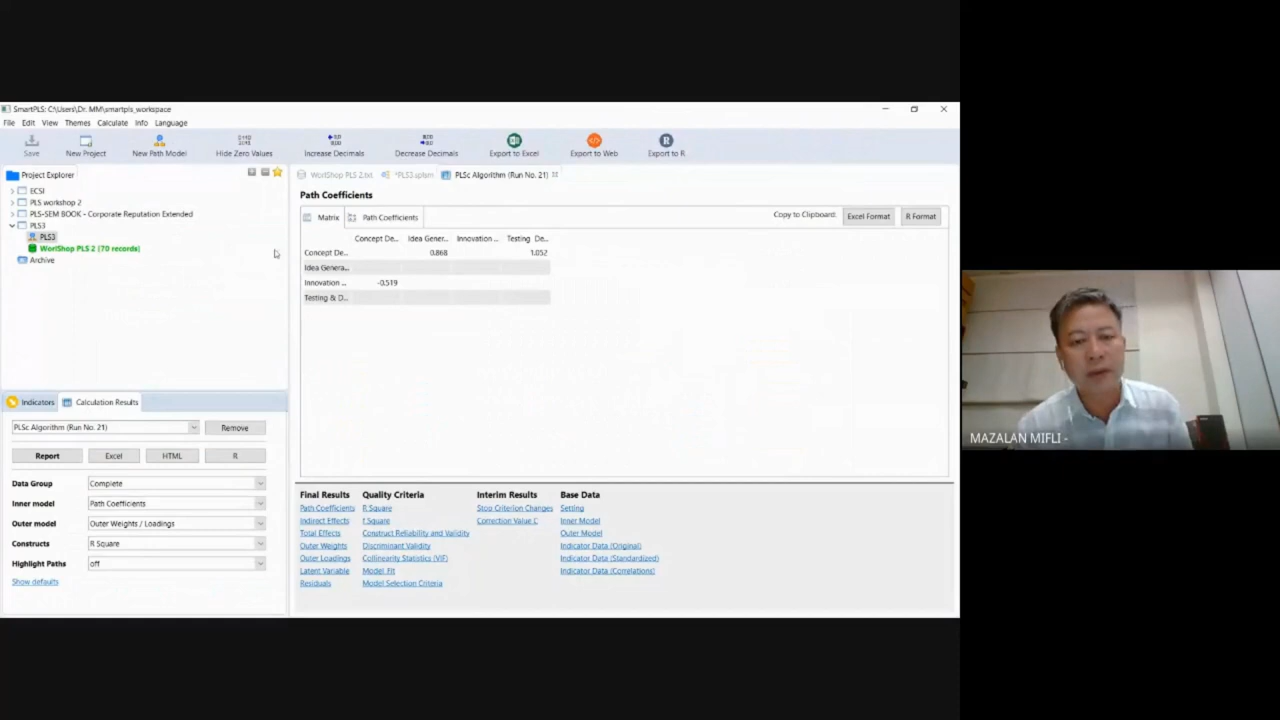 SmartPLS: C:\Users\Dr. MM\smartpls_workspace
File Edit View Themes Calculate Info Language
Save New Project New Path Model Hide Zero Values Increase Decimals Decrease Decimals Export to Excel Export to Web Export to R
Project Explorer
ECSI
PLS workshop 2
PLS-SEM BOOK - Corporate Reputation Extended
PLS3
PLS3
WorlShop PLS 2 [70 records]
Archive
WorlShop PLS 2.txt *PLS3.splsm PLSc Algorithm (Run No. 21)
Path Coefficients
Matrix Path Coefficients
Copy to Clipboard: Excel Format R Format
Concept De... Idea Gener... Innovation ... Testing De...
Concept De... 0.868 1.052
Idea Genera...
Innovation ... -0.519
Testing & D...
Indicators Calculation Results
PLSc Algorithm (Run No. 21) Remove
Report Excel HTML R
Data Group Complete
Inner model Path Coefficients
Outer model Outer Weights / Loadings
Constructs R Square
Highlight Paths off
Show defaults
Final Results Quality Criteria Interim Results Base Data
Path Coefficients R Square Stop Criterion Changes Setting
Indirect Effects f Square Correction Value C Inner Model
Total Effects Construct Reliability and Validity Outer Model
Outer Weights Discriminant Validity Indicator Data (Original)
Outer Loadings Collinearity Statistics (VIF) Indicator Data (Standardized)
Latent Variable Model_Fit Indicator Data (Correlations)
Residuals Model Selection Criteria
MAZALAN MIFLI -